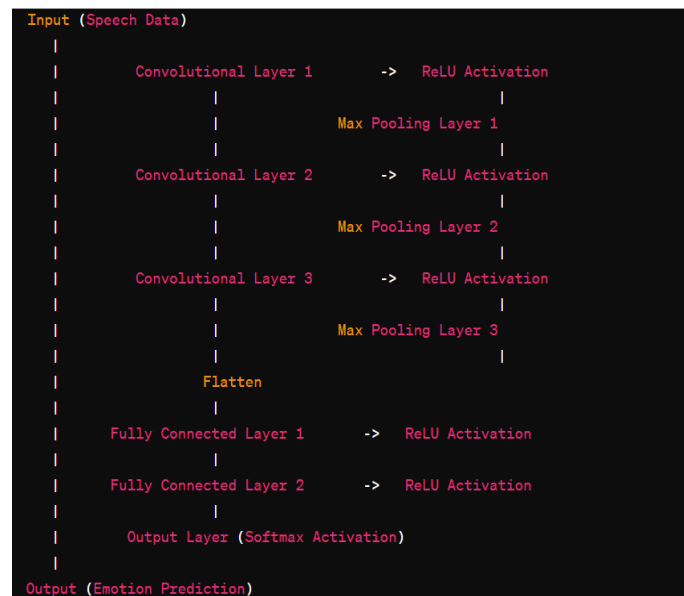 Input (Speech Data)
Convolutional Layer 1 -> ReLU Activation
Max Pooling Layer 1
Convolutional Layer 2 -> ReLU Activation
Max Pooling Layer 2
Convolutional Layer 3 -> ReLU Activation
Max Pooling Layer 3
Flatten
Fully Connected Layer 1 -> ReLU Activation
Fully Connected Layer 2 -> ReLU Activation
Output Layer (Softmax Activation)
Output (Emotion Prediction)